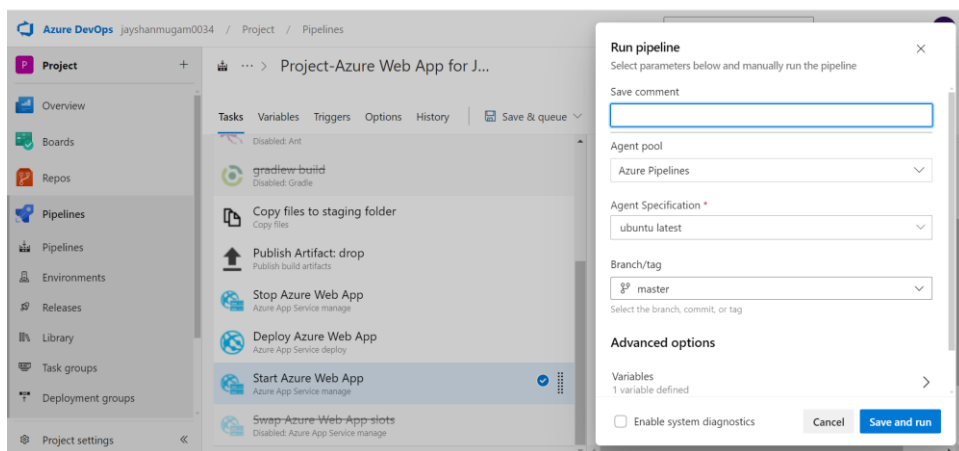 Azure DevOps jayshanmugam0034 / Project / Pipelines
P Project +
Overview
Boards
Repos
Pipelines
Pipelines
Environments
Releases
Library
Task groups
Deployment groups
Project settings
··· > Project-Azure Web App for J...
Tasks Variables Triggers Options History Save & queue
Disabled: Ant
gradlew build
Disabled: Gradle
Copy files to staging folder
Copy files
Publish Artifact: drop
Publish build artifacts
Stop Azure Web App
Azure App Service manage
Deploy Azure Web App
Azure App Service deploy
Start Azure Web App
Azure App Service manage
Swap Azure Web App slots
Disabled: Azure App Service manage
Run pipeline
Select parameters below and manually run the pipeline
Save comment
Agent pool
Azure Pipelines
Agent Specification *
ubuntu latest
Branch/tag
master
Select the branch, commit, or tag
Advanced options
Variables
1 variable defined
Enable system diagnostics
Cancel
Save and run